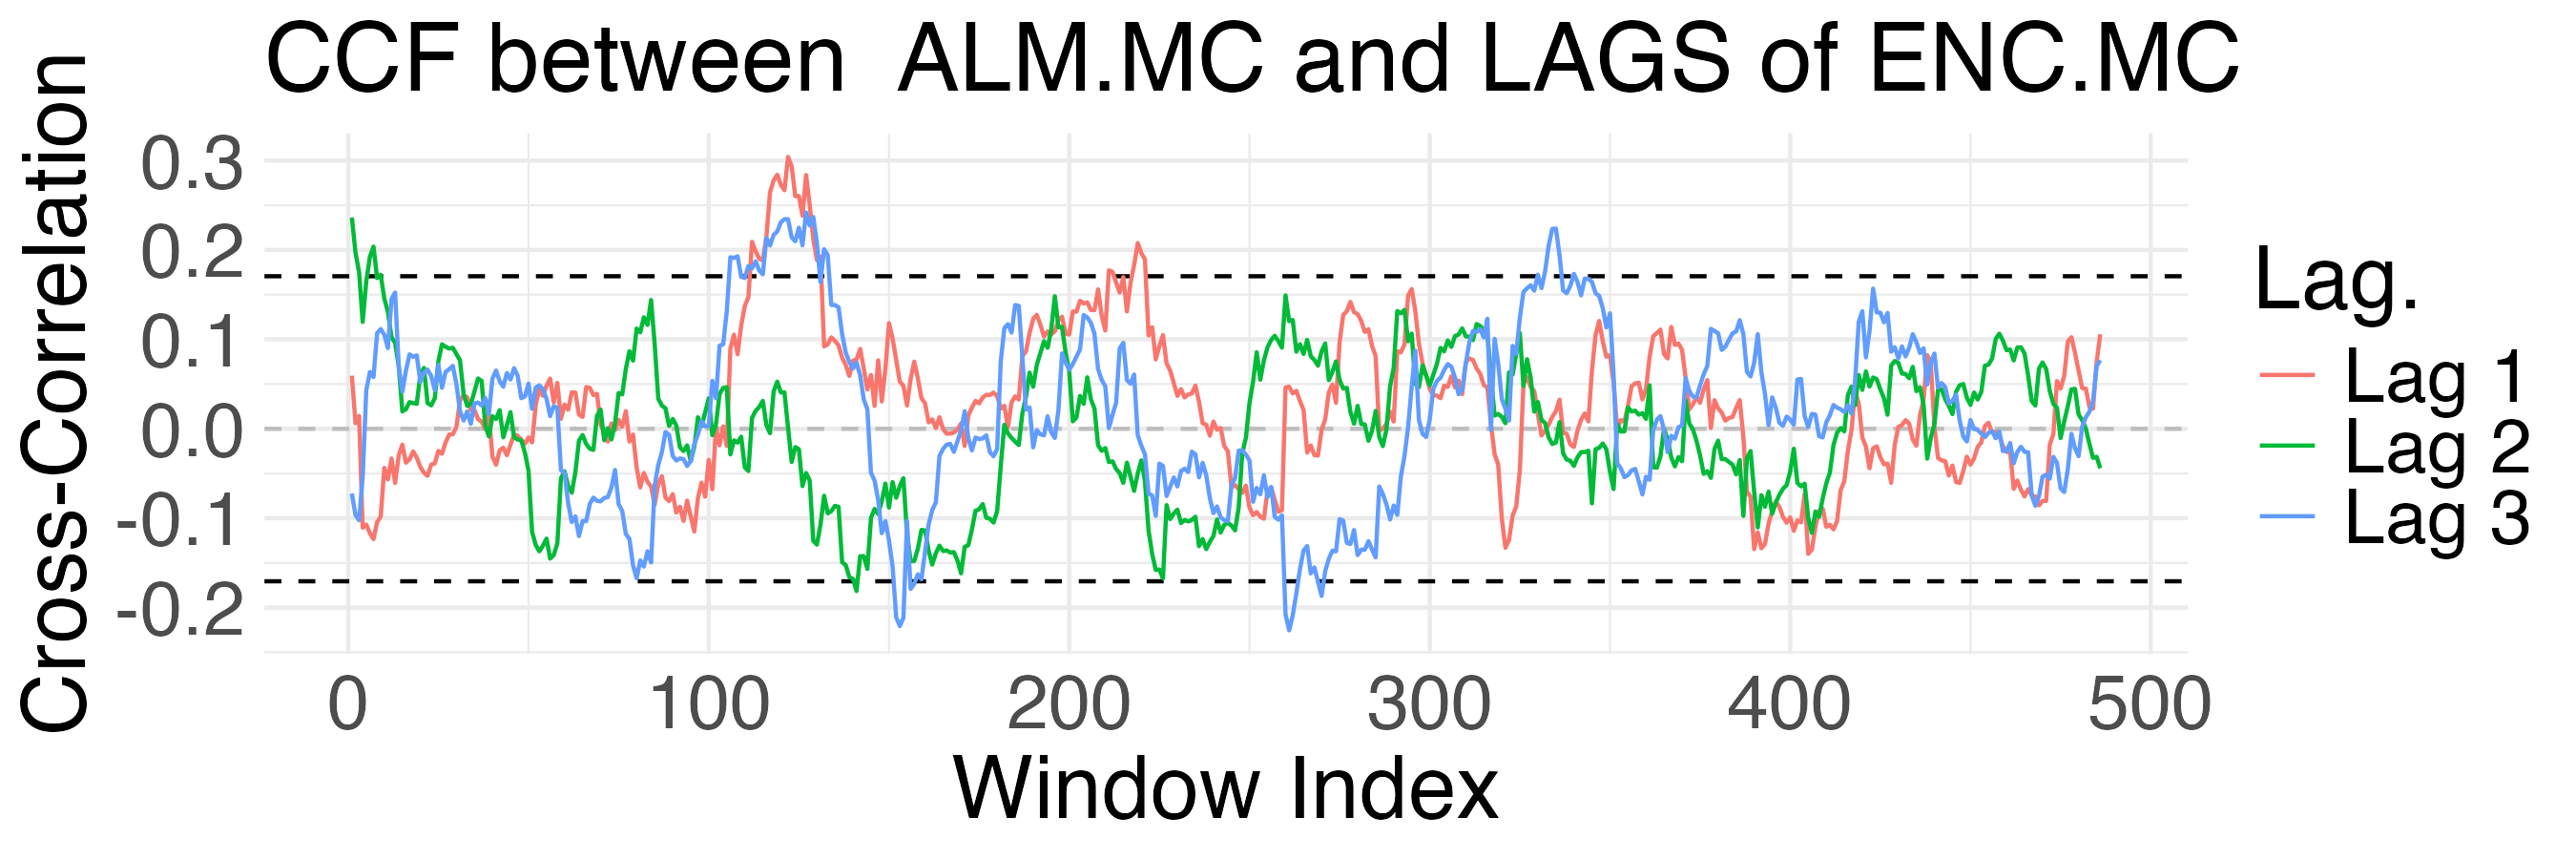 CCF between  ALM.MC and LAGS of ENC.MC
Cross-Correlation
0.3
0.2
0.1
0.0
-0.1
-0.2
0 100 200 300 400 500
Window Index
Lag.
Lag 1
Lag 2
Lag 3